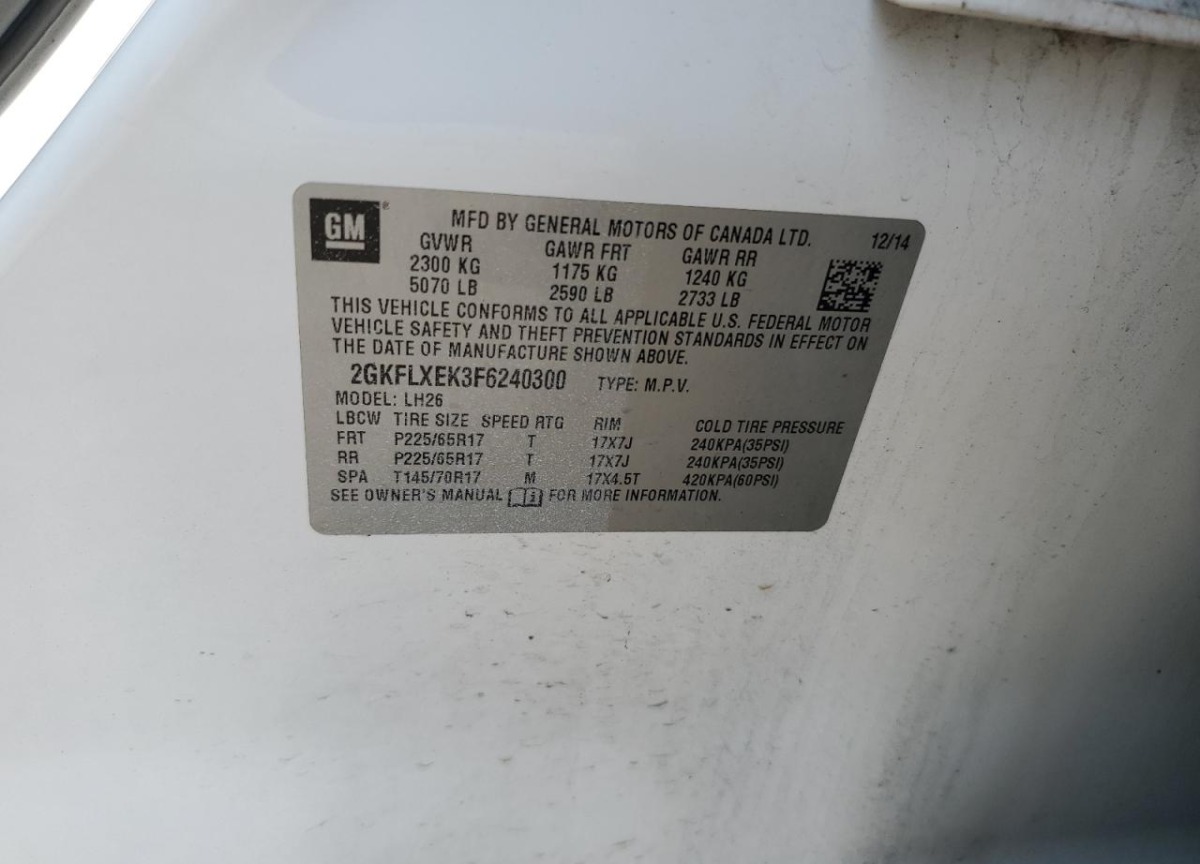 GM ® MFD BY GENERAL MOTORS OF CANADA LTD. 12/14
GVWR GAWR FRT GAWR RR
2300 KG 1175 KG 1240 KG
5070 LB 2590 LB 2733 LB
THIS VEHICLE CONFORMS TO ALL APPLICABLE U.S. FEDERAL MOTOR
VEHICLE SAFETY AND THEFT PREVENTION STANDARDS IN EFFECT ON
THE DATE OF MANUFACTURE SHOWN ABOVE.
2GKFLXEK3F6240300 TYPE: M.P.V.
MODEL: LH26
LBCW TIRE SIZE SPEED RTG RIM COLD TIRE PRESSURE
FRT P225/65R17 T 17X7J 240KPA(35PSI)
RR P225/65R17 T 17X7J 240KPA(35PSI)
SPA T145/70R17 M 17X4.5T 420KPA(60PSI)
SEE OWNER'S MANUAL i FOR MORE INFORMATION.